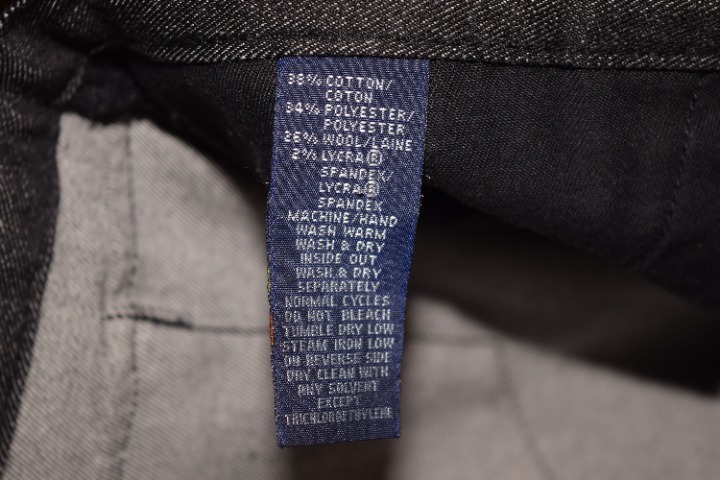 38% COTTON/
COTON
34% POLYESTER/
POLYESTER
26% WOOL/LAINE
2% LYCRA®
SPANDEX/
LYCRA®
SPANDEX
MACHINE/HAND
WASH WARM
WASH & DRY
INSIDE OUT
WASH & DRY
SEPARATELY
NORMAL CYCLES
DO NOT BLEACH
TUMBLE DRY LOW
STEAM IRON LOW
ON REVERSE SIDE
DRY CLEAN WITH
ANY SOLVENT
EXCEPT
TRICHLOROETHYLENE